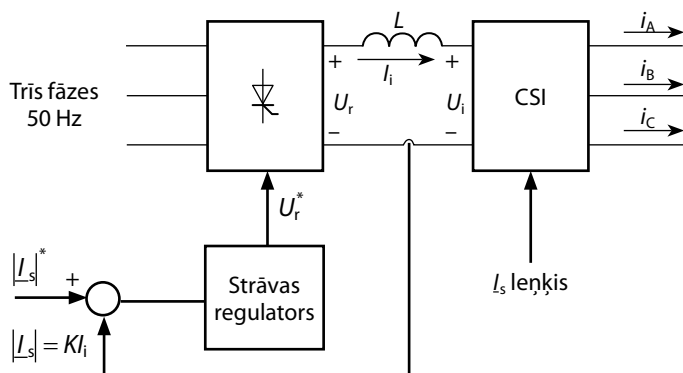 L
i_A
+
I_i
+
i_B
Trīs fāzes
50 Hz
U_r
U_i
CSI
i_C
−
−
U_r^*
|I_s|^*
+
Strāvas
regulators
I_s leņķis
|I_s| = KI_i